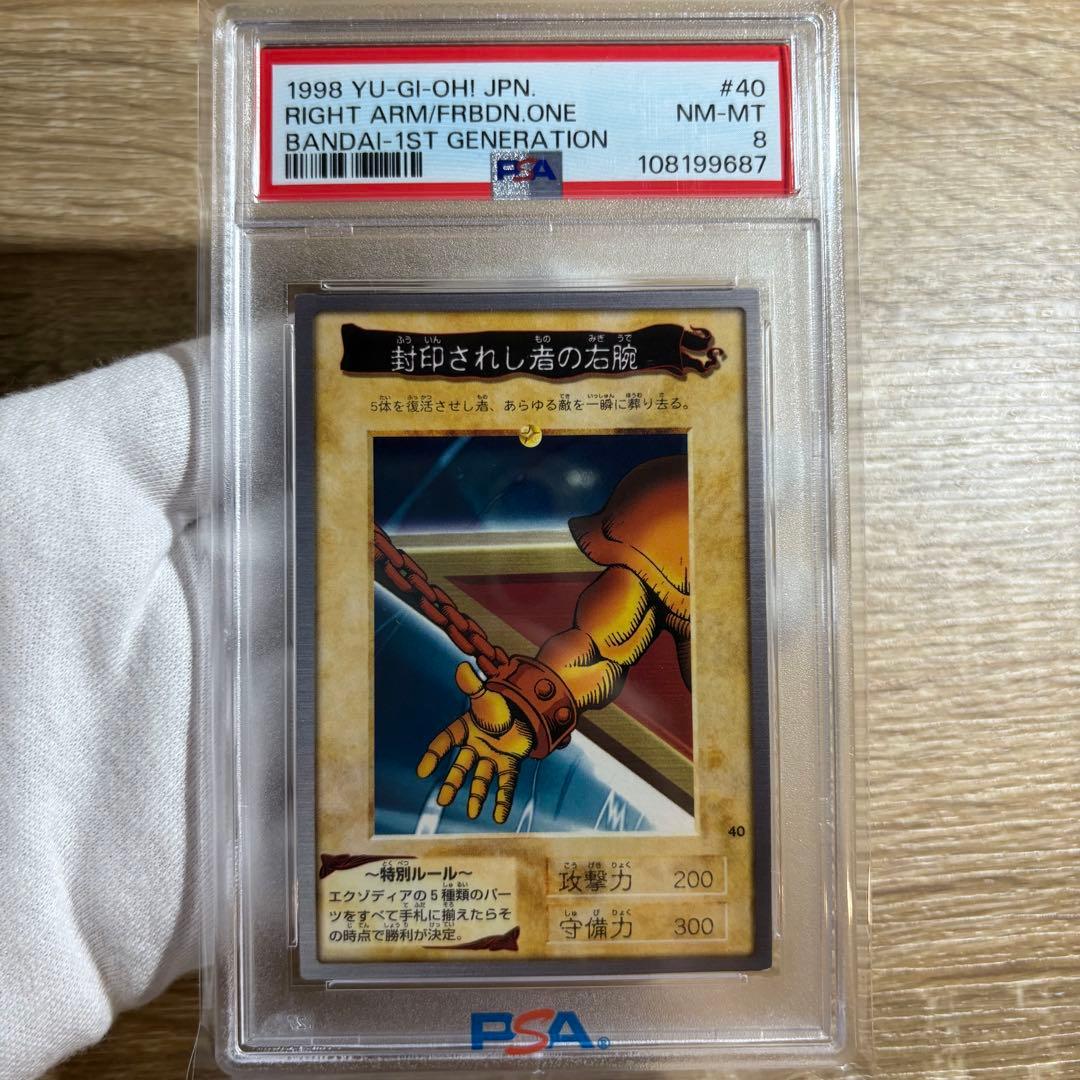 1998 YU-GI-OH! JPN. #40
RIGHT ARM/FRBDN.ONE NM-MT
BANDAI-1ST GENERATION 8
108199687
PSA
封印されし者の右腕
5体を復活させし者、あらゆる敵を一瞬に葬り去る。
40
～特別ルール～
エクゾディアの5種類のパー
ツをすべて手札に揃えたらそ
の時点で勝利が決定。
攻撃力 200
守備力 300
PSA®